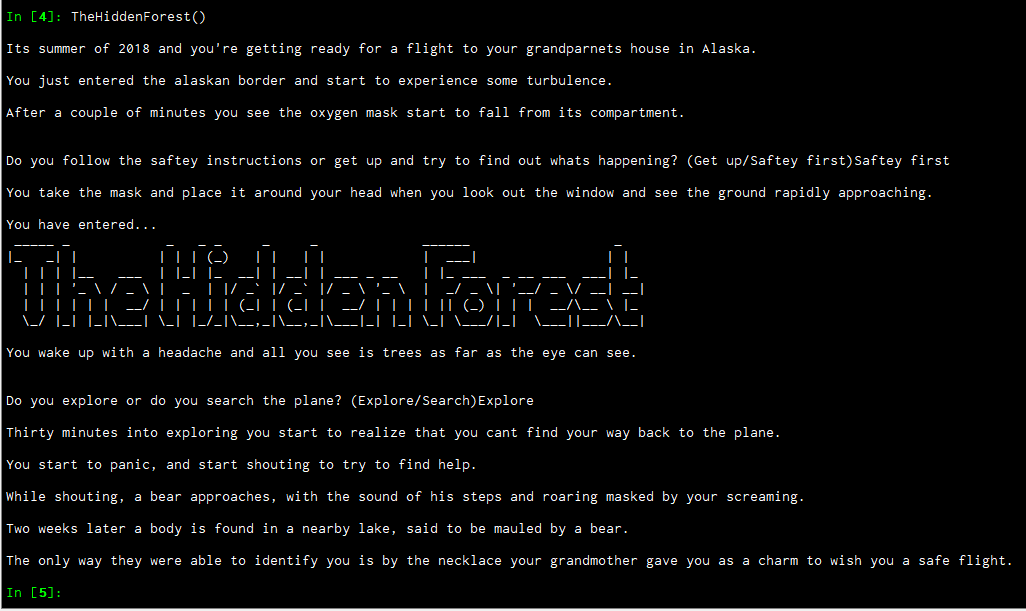 In [4]: TheHiddenForest()
Its summer of 2018 and you're getting ready for a flight to your grandparnets house in Alaska.
You just entered the alaskan border and start to experience some turbulence.
After a couple of minutes you see the oxygen mask start to fall from its compartment.
Do you follow the saftey instructions or get up and try to find out whats happening? (Get up/Saftey first)Saftey first
You take the mask and place it around your head when you look out the window and see the ground rapidly approaching.
You have entered...
The Hidden Forest
You wake up with a headache and all you see is trees as far as the eye can see.
Do you explore or do you search the plane? (Explore/Search)Explore
Thirty minutes into exploring you start to realize that you cant find your way back to the plane.
You start to panic, and start shouting to try to find help.
While shouting, a bear approaches, with the sound of his steps and roaring masked by your screaming.
Two weeks later a body is found in a nearby lake, said to be mauled by a bear.
The only way they were able to identify you is by the necklace your grandmother gave you as a charm to wish you a safe flight.
In [5]: